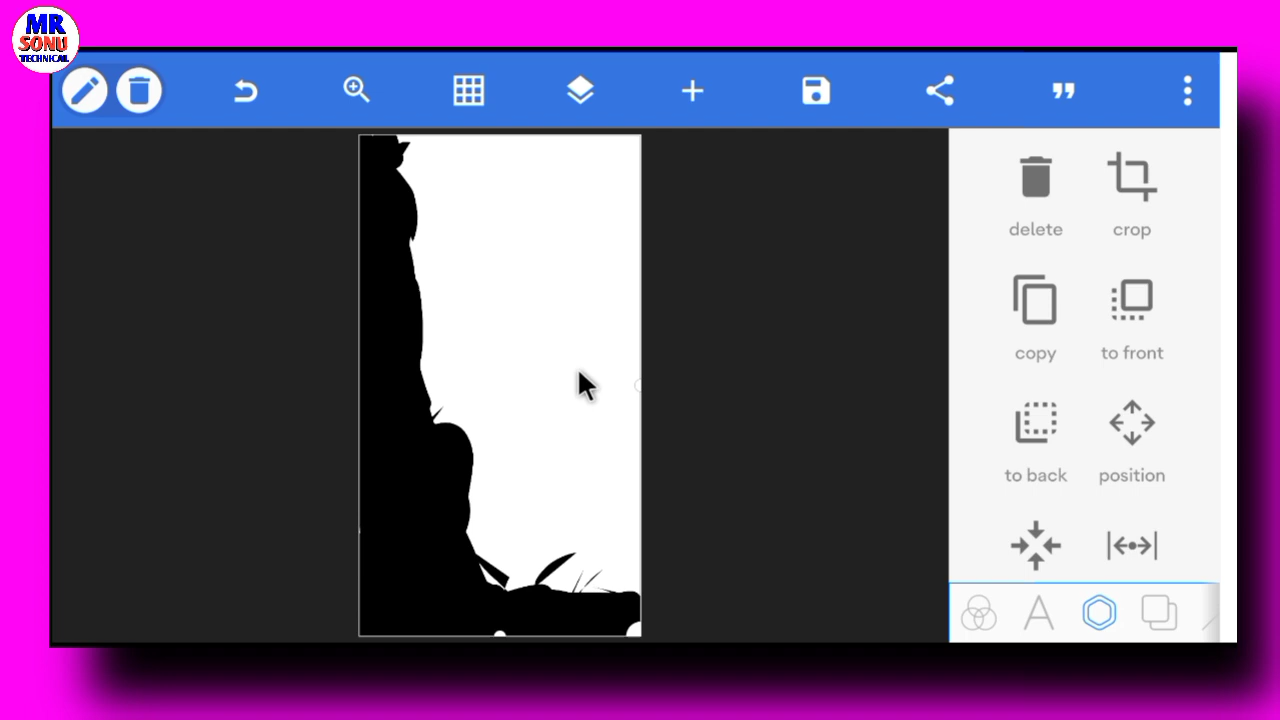 MR
SONU
TECHNICAL
delete
crop
copy
to front
to back
position